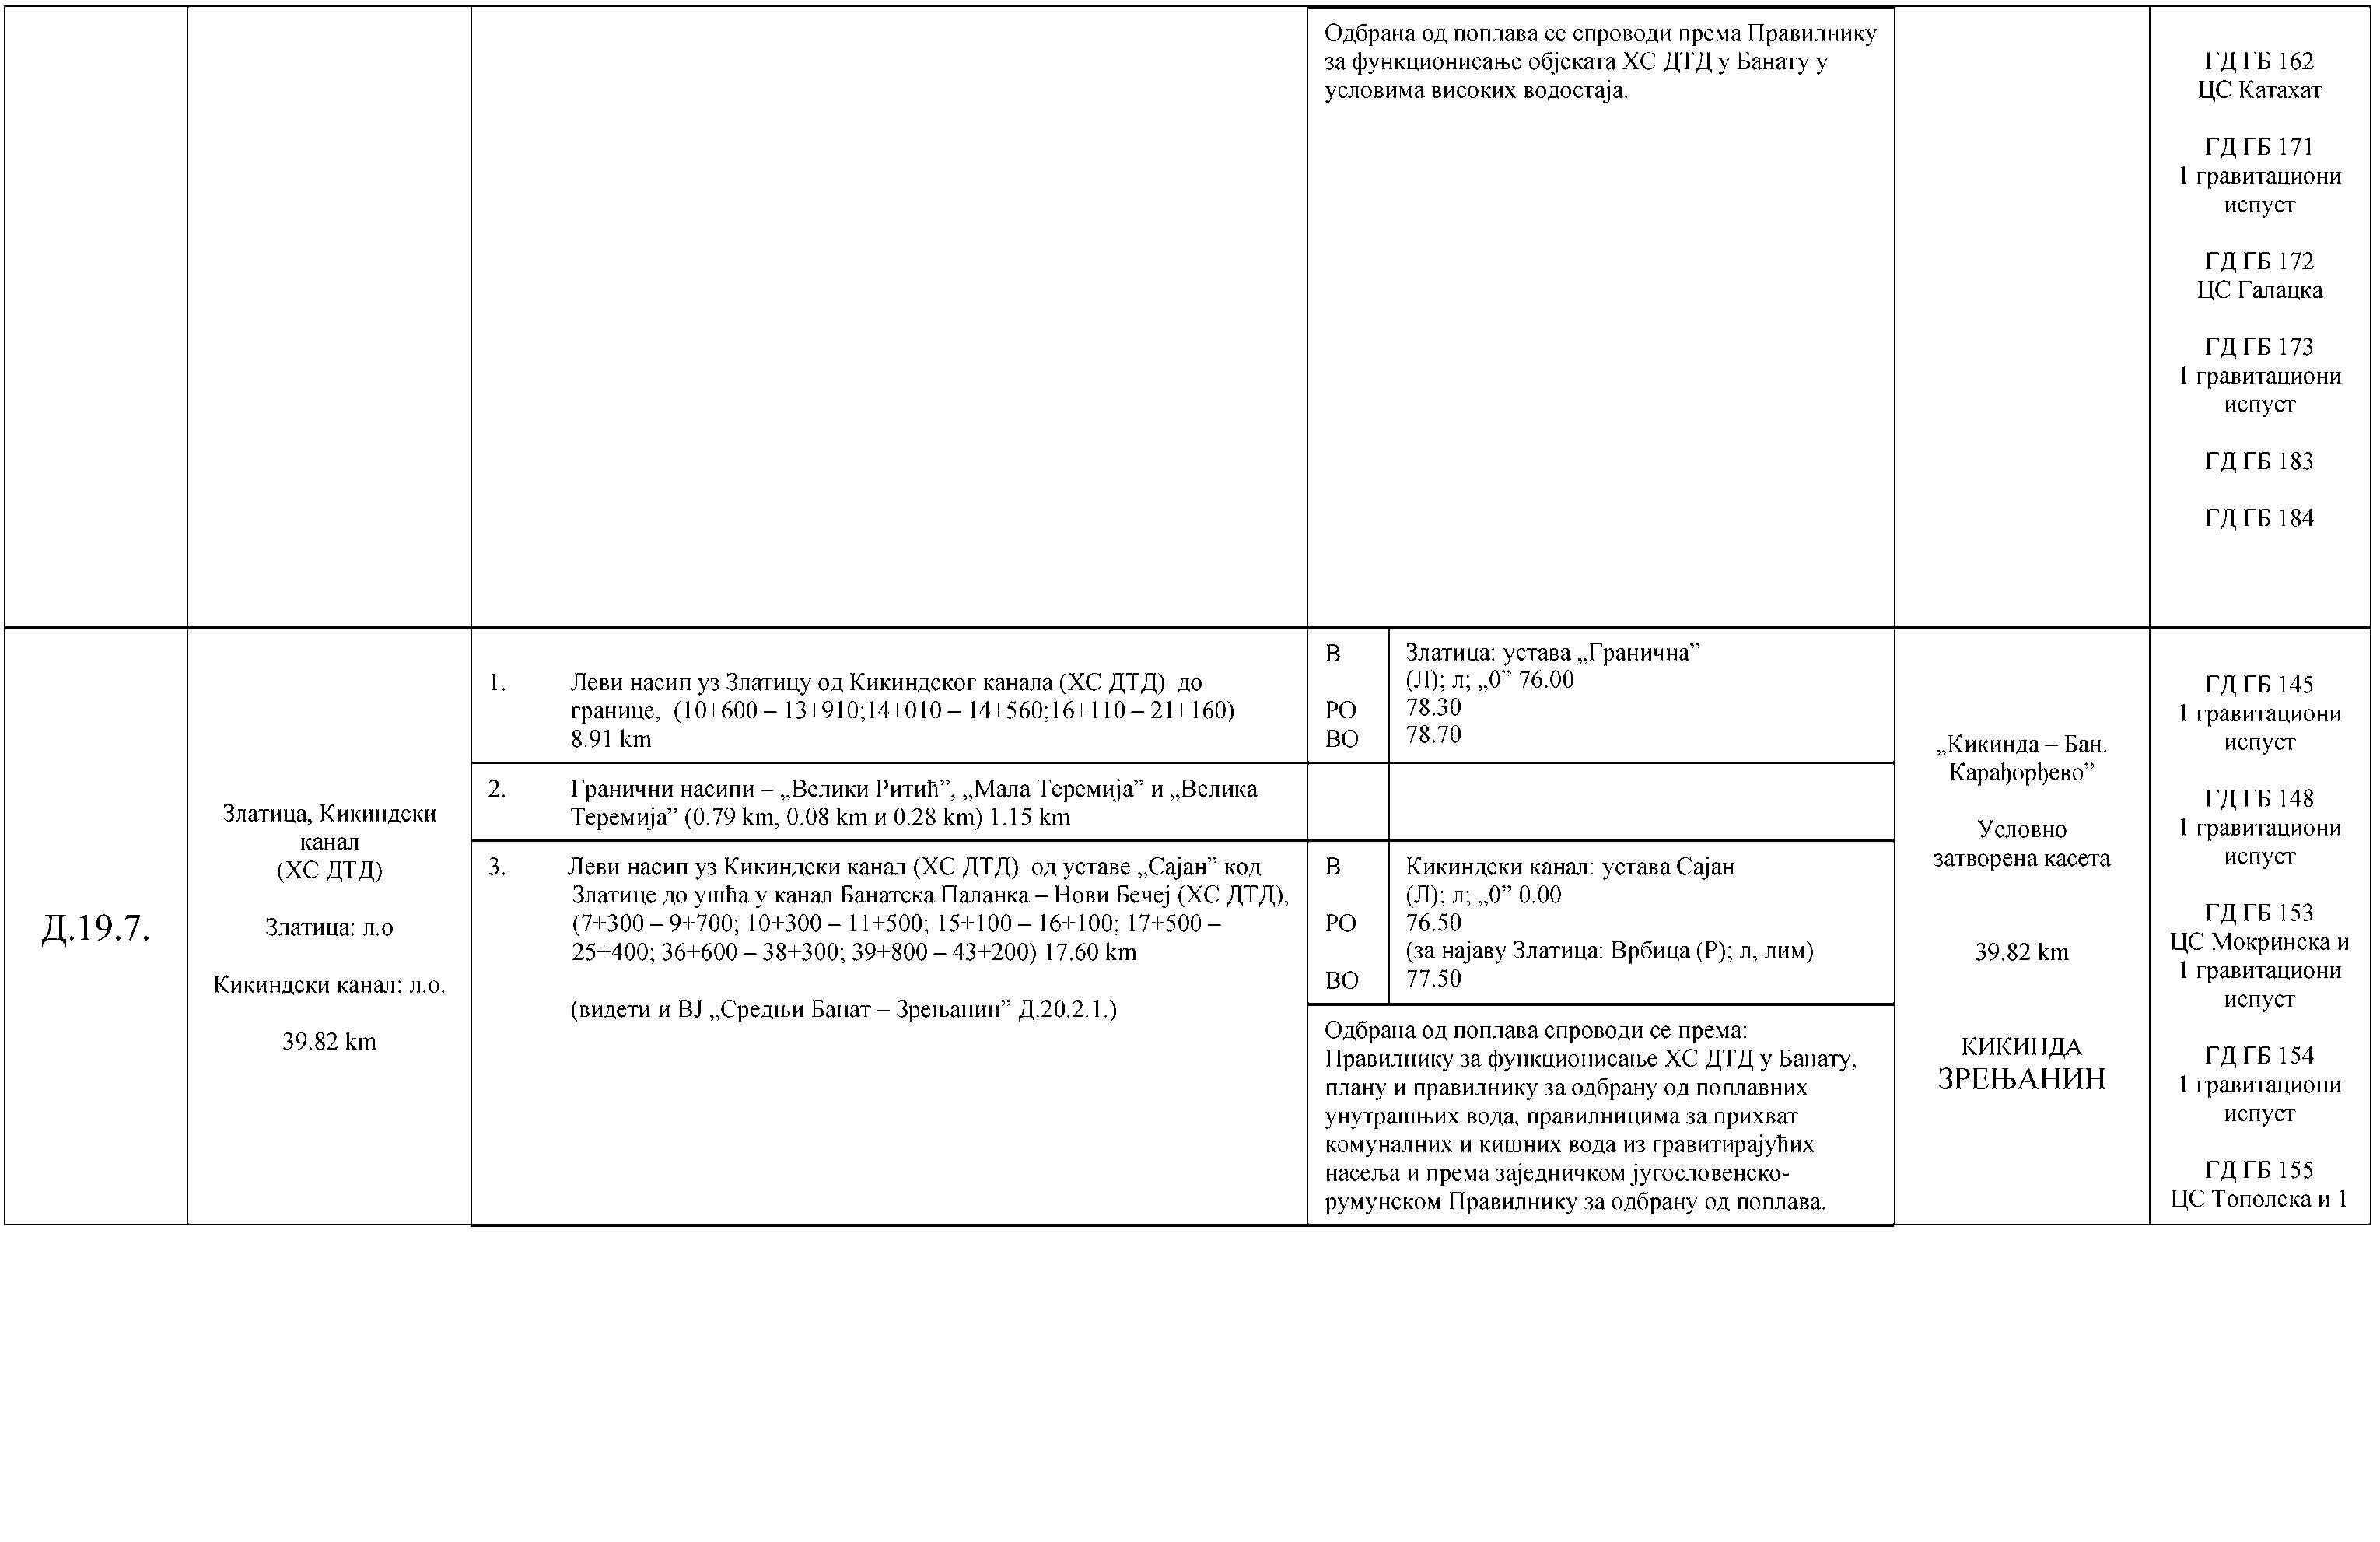 Одбрана од поплава се спроводи према Правилнику
за функционисање објеката ХС ДТД у Банату у
условима високих водостаја.
ГД ГБ 162
ЦС Катахат
ГД ГБ 171
1 гравитациони
испуст
ГД ГБ 172
ЦС Галацка
ГД ГБ 173
1 гравитациони
испуст
ГД ГБ 183
ГД ГБ 184
Д.19.7.
Златица, Кикиндски
канал
(ХС ДТД)
Златица: л.о
Кикиндски канал: л.о.
39.82 km
1. Леви насип уз Златицу од Кикиндског канала (ХС ДТД) до
границе, (10+600 – 13+910;14+010 – 14+560;16+110 – 21+160)
8.91 km
2. Гранични насипи – „Велики Ритић”, „Мала Теремија” и „Велика
Теремија” (0.79 km, 0.08 km и 0.28 km) 1.15 km
3. Леви насип уз Кикиндски канал (ХС ДТД) од уставе „Сајан” код
Златице до ушћа у канал Банатска Паланка – Нови Бечеј (ХС ДТД),
(7+300 – 9+700; 10+300 – 11+500; 15+100 – 16+100; 17+500 –
25+400; 36+600 – 38+300; 39+800 – 43+200) 17.60 km
(видети и ВЈ „Средњи Банат – Зрењанин” Д.20.2.1.)
В Златица: устава „Гранична”
(Л); л; „0” 76.00
РО 78.30
ВО 78.70
В Кикиндски канал: устава Сајан
(Л); л; „0” 0.00
РО 76.50
(за најаву Златица: Врбица (Р); л, лим)
ВО 77.50
Одбрана од поплава спроводи се према:
Правилнику за функционисање ХС ДТД у Банату,
плану и правилнику за одбрану од поплавних
унутрашњих вода, правилницима за прихват
комуналних и кишних вода из гравитирајућих
насеља и према заједничком југословенско-
румунском Правилнику за одбрану од поплава.
„Кикинда – Бан.
Карађорђево”
Условно
затворена касета
39.82 km
КИКИНДА
ЗРЕЊАНИН
ГД ГБ 145
1 гравитациони
испуст
ГД ГБ 148
1 гравитациони
испуст
ГД ГБ 153
ЦС Мокринска и
1 гравитациони
испуст
ГД ГБ 154
1 гравитациони
испуст
ГД ГБ 155
ЦС Тополска и 1